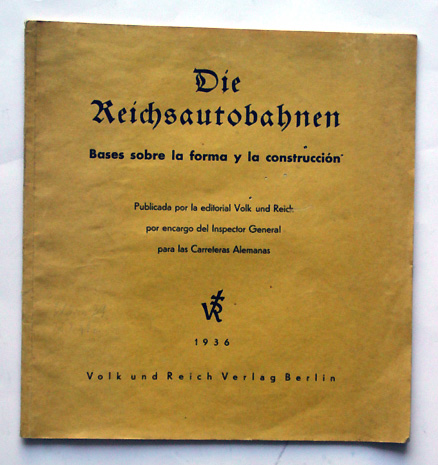 Die
Reichsautobahnen
Bases sobre la forma y la construcción
Publicada por la editorial Volk und Reich
por encargo del Inspector General
para las Carreteras Alemanas
VR
1936
Volk und Reich Verlag Berlin